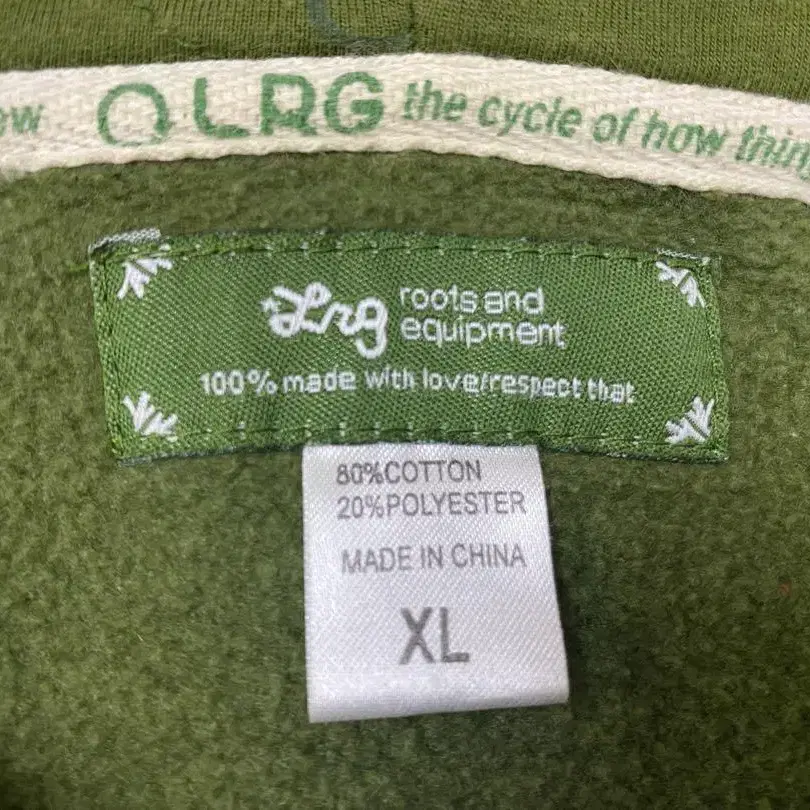 ow LRG the cycle of how thin
Lrg roots and
equipment
100% made with love/respect that
80%COTTON
20%POLYESTER
MADE IN CHINA
XL